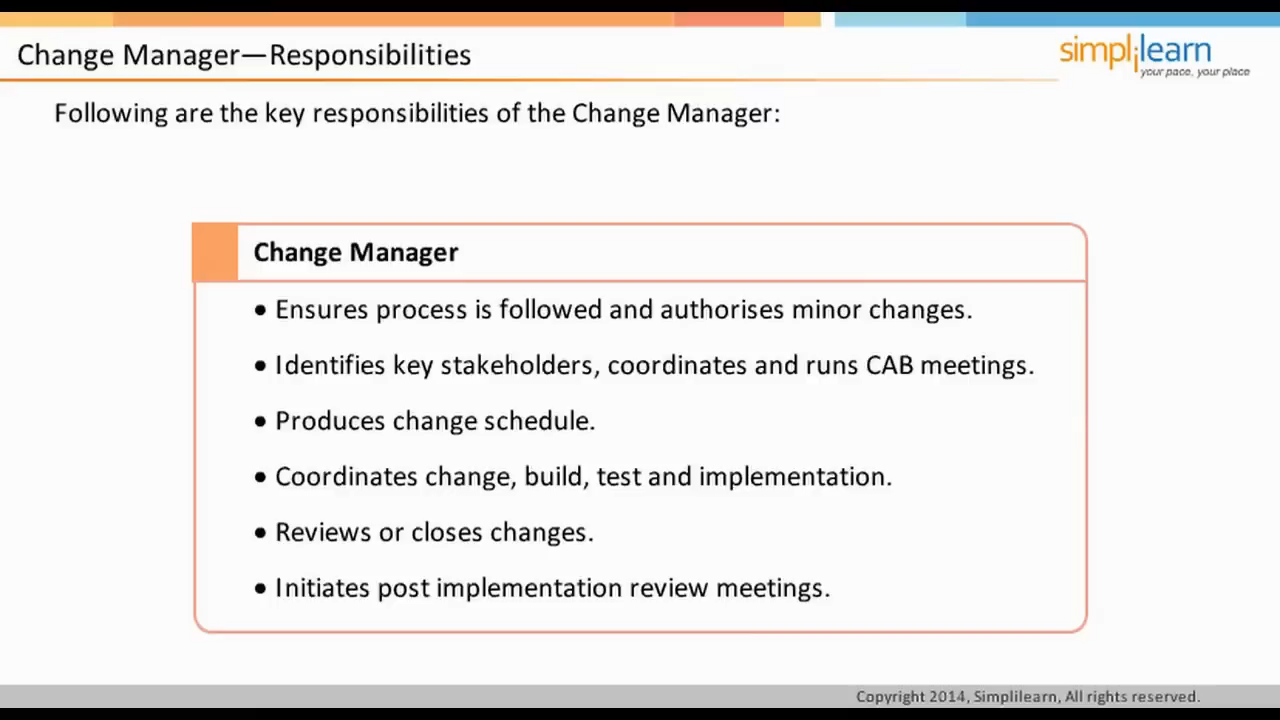 Change Manager—Responsibilities
simplilearn
your pace, your place
Following are the key responsibilities of the Change Manager:
Change Manager
• Ensures process is followed and authorises minor changes.
• Identifies key stakeholders, coordinates and runs CAB meetings.
• Produces change schedule.
• Coordinates change, build, test and implementation.
• Reviews or closes changes.
• Initiates post implementation review meetings.
Copyright 2014, Simplilearn, All rights reserved.